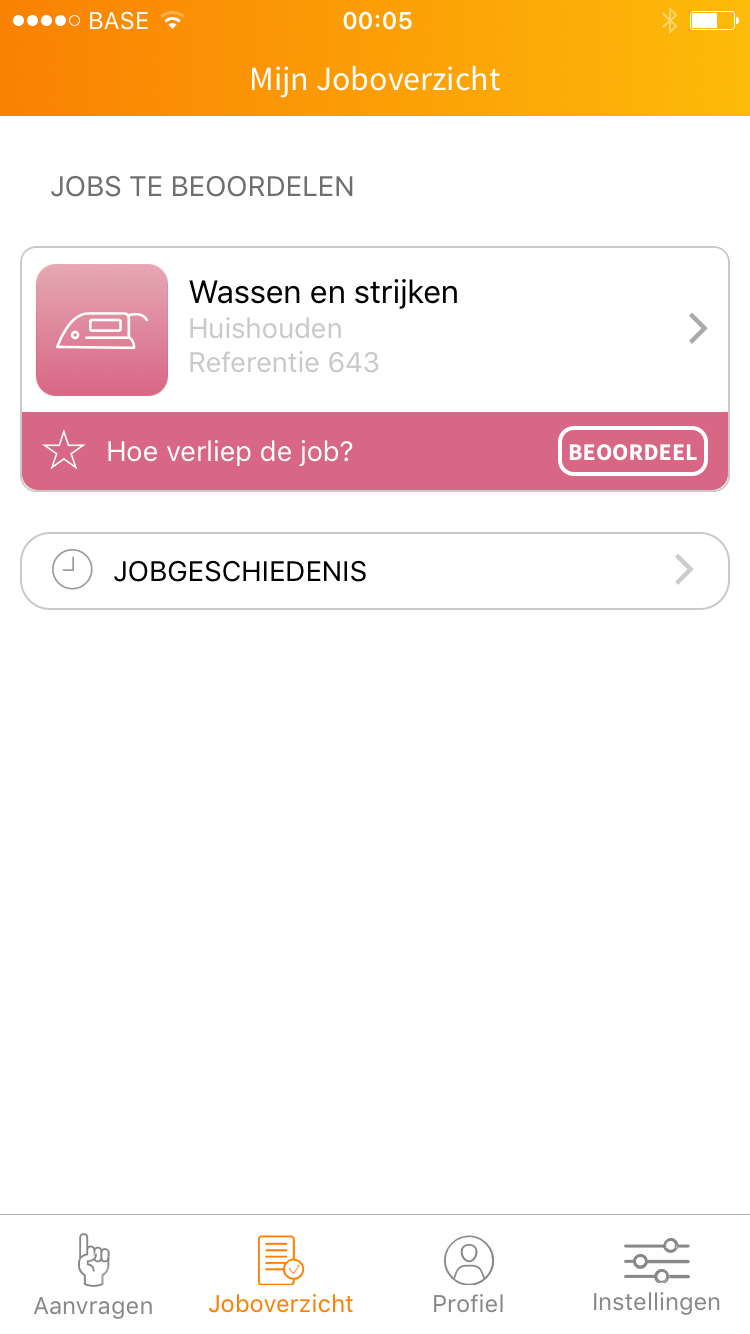 BASE 00:05
Mijn Joboverzicht
JOBS TE BEOORDELEN
Wassen en strijken
Huishouden
Referentie 643
Hoe verliep de job? BEOORDEEL
JOBGESCHIEDENIS
Aanvragen Joboverzicht Profiel Instellingen